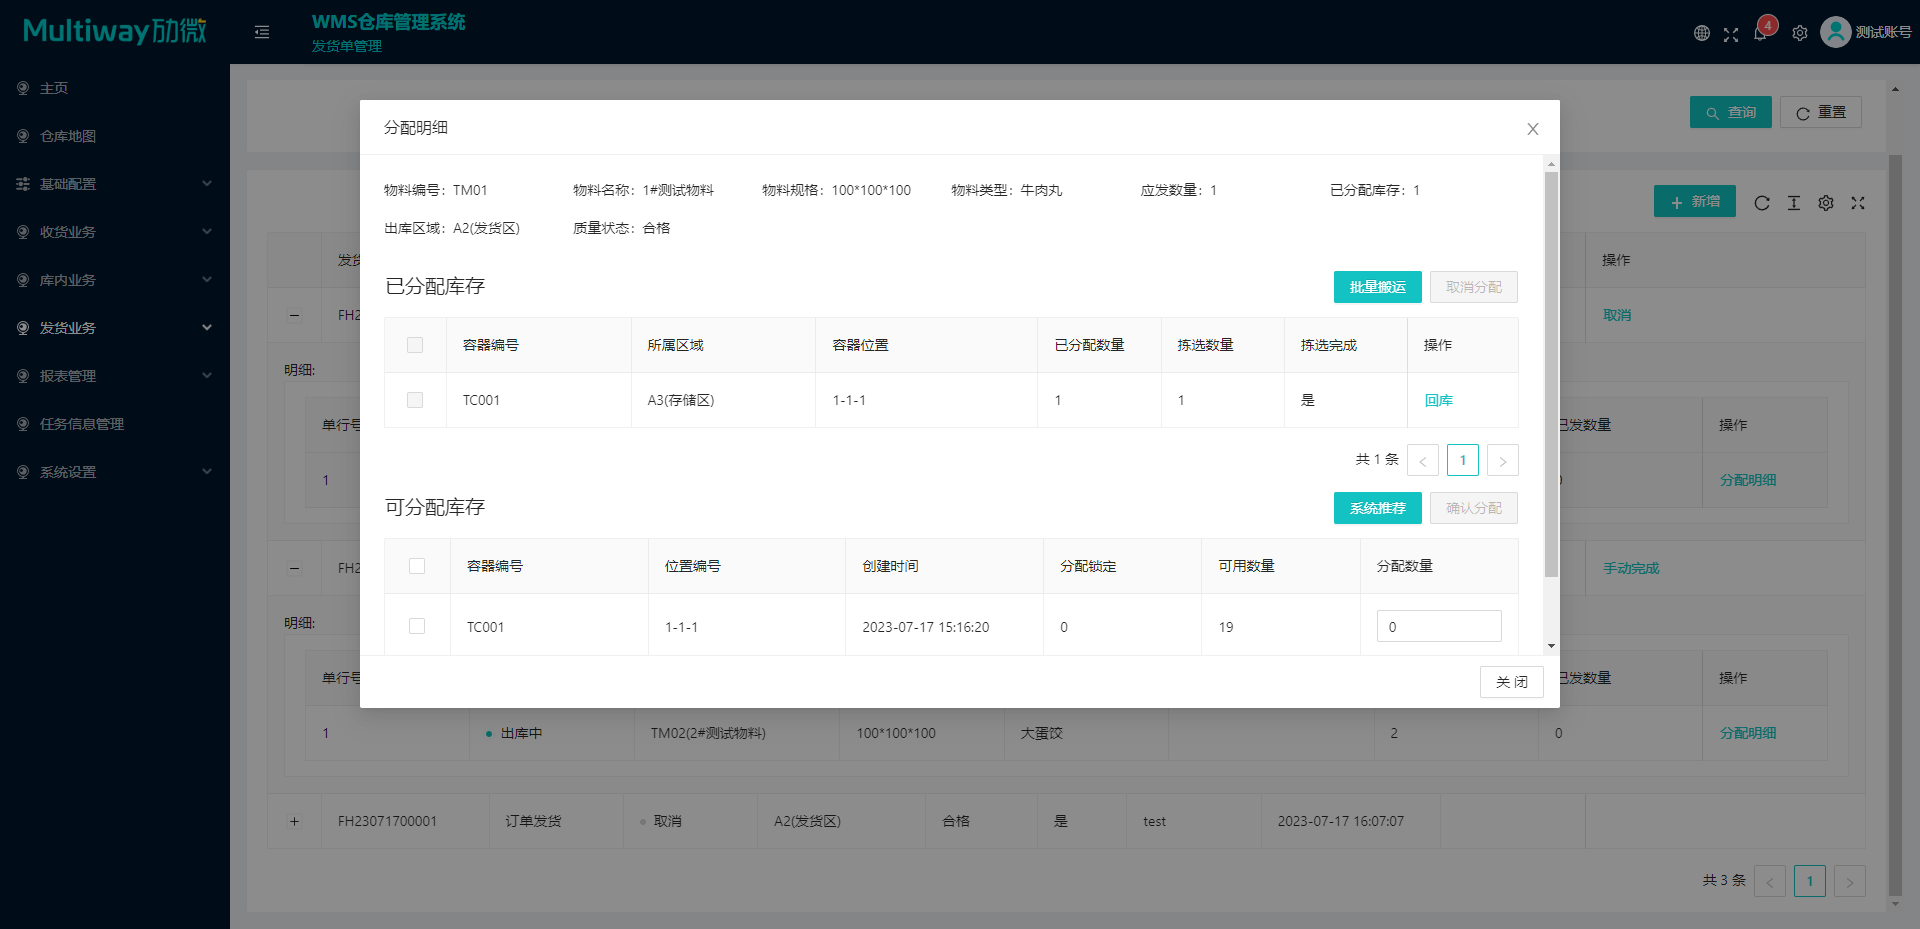 Multiway劢微
WMS仓库管理系统
发货单管理
4
测试账号
主页
仓库地图
基础配置
收货业务
库内业务
发货业务
报表管理
任务信息管理
系统设置
查询
重置
新增
操作
取消
明细:
单行号
已发数量
操作
1
分配明细
手动完成
明细:
单行号
已发数量
操作
1 出库中 TM02(2#测试物料) 100*100*100 大蛋饺 2 0 分配明细
FH23071700001 订单发货 取消 A2(发货区) 合格 是 test 2023-07-17 16:07:07
共 3 条 < 1 >
分配明细
物料编号：TM01 物料名称：1#测试物料 物料规格：100*100*100 物料类型：牛肉丸 应发数量：1 已分配库存：1
出库区域：A2(发货区) 质量状态：合格
已分配库存
批量搬运 取消分配
容器编号 所属区域 容器位置 已分配数量 拣选数量 拣选完成 操作
TC001 A3(存储区) 1-1-1 1 1 是 回库
共 1 条 < 1 >
可分配库存
系统推荐 确认分配
容器编号 位置编号 创建时间 分配锁定 可用数量 分配数量
TC001 1-1-1 2023-07-17 15:16:20 0 19 0
关 闭